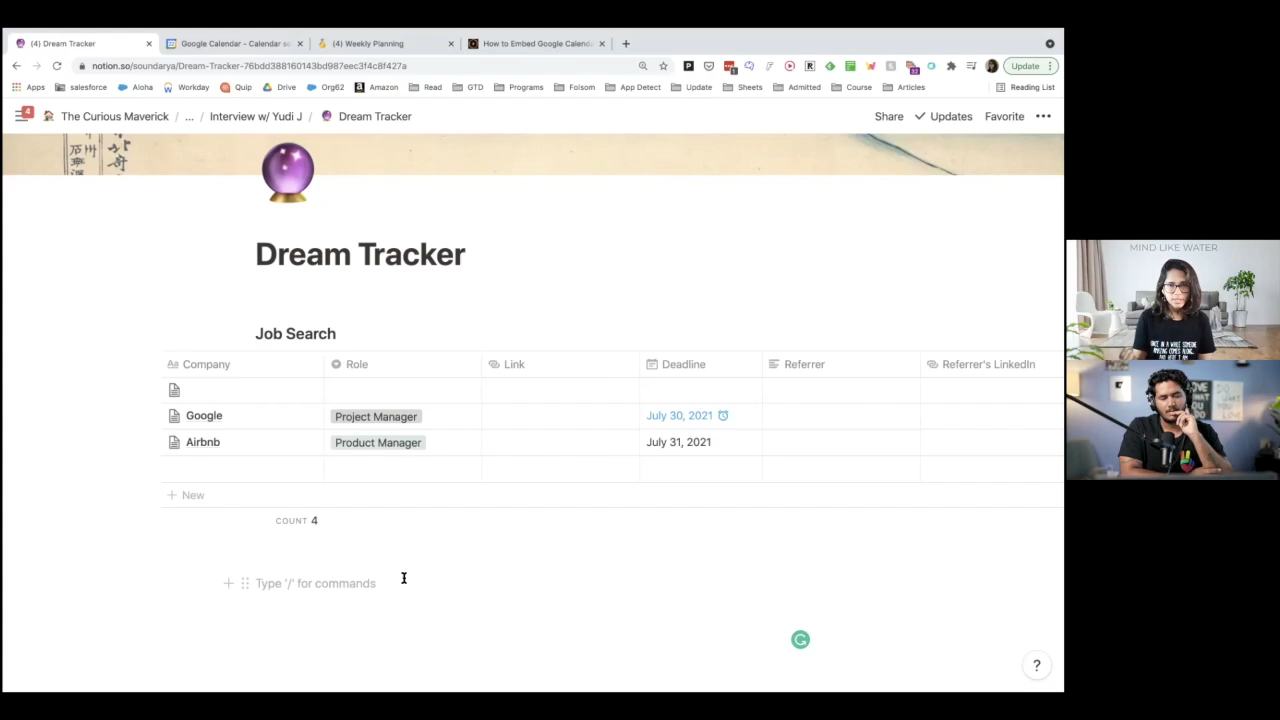 (4) Dream Tracker
Google Calendar - Calendar so
(4) Weekly Planning
How to Embed Google Calenda
notion.so/soundarya/Dream-Tracker-76bdd388160143bd987eec3f4c8f427a
Update
Apps
salesforce
Aloha
Workday
Quip
Drive
Org62
Amazon
Read
GTD
Programs
Folsom
App Detect
Update
Sheets
Admitted
Course
Articles
Reading List
4
The Curious Maverick / ... / Interview w/ Yudi J / Dream Tracker
Share
Updates
Favorite
Dream Tracker
Job Search
Aa Company
Role
Link
Deadline
Referrer
Referrer's LinkedIn
Google
Project Manager
July 30, 2021
Airbnb
Product Manager
July 31, 2021
+ New
COUNT 4
Type '/' for commands
?
MIND LIKE WATER